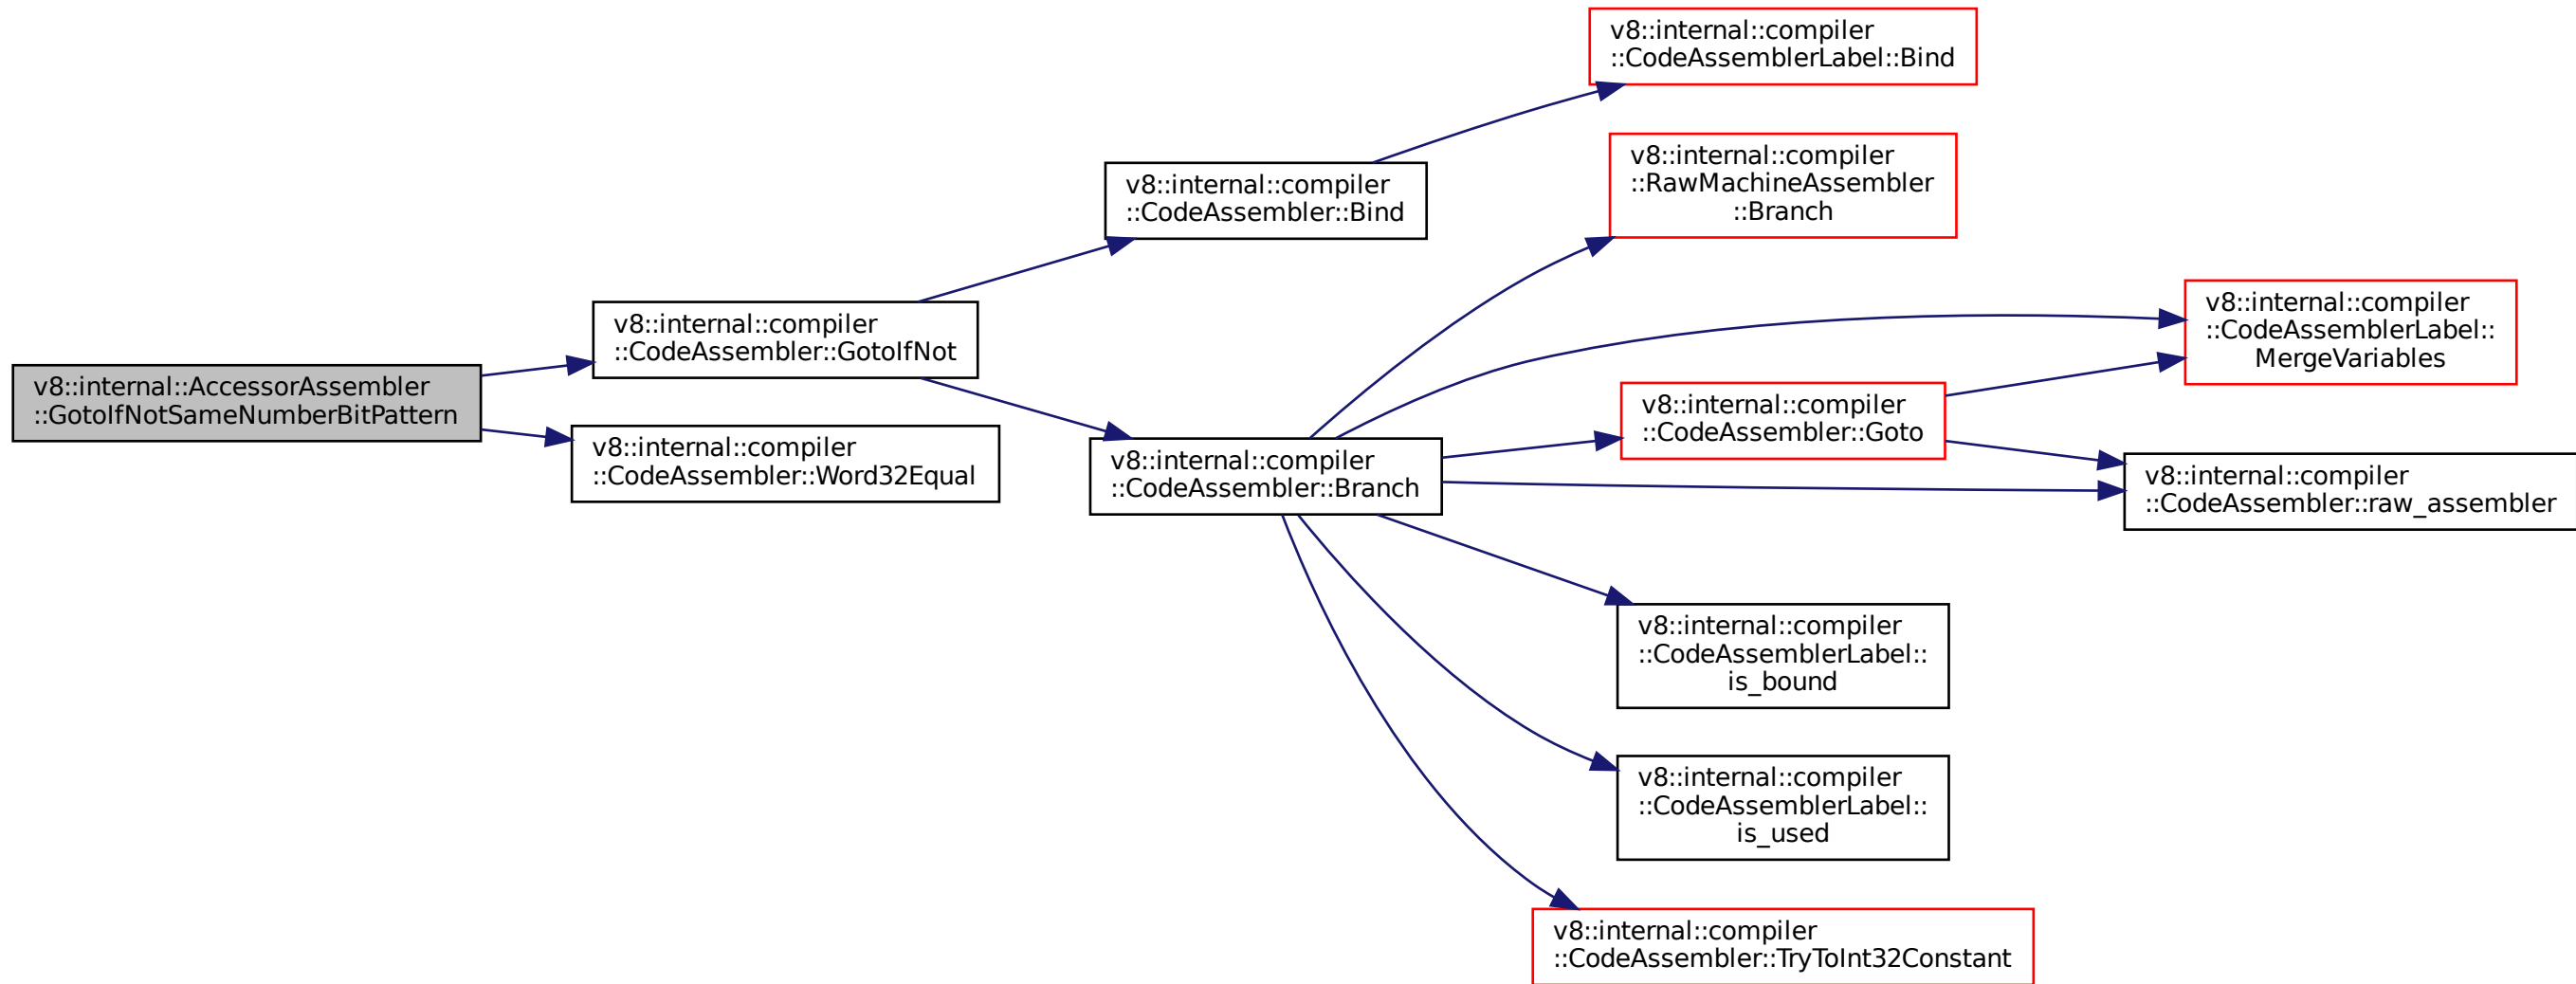 v8::internal::compiler
::CodeAssemblerLabel::Bind
v8::internal::compiler
::RawMachineAssembler
::Branch
v8::internal::compiler
::CodeAssembler::Bind
v8::internal::compiler
::CodeAssemblerLabel::
MergeVariables
v8::internal::compiler
::CodeAssembler::GotoIfNot
v8::internal::AccessorAssembler
::GotoIfNotSameNumberBitPattern
v8::internal::compiler
::CodeAssembler::Goto
v8::internal::compiler
::CodeAssembler::Word32Equal
v8::internal::compiler
::CodeAssembler::Branch
v8::internal::compiler
::CodeAssembler::raw_assembler
v8::internal::compiler
::CodeAssemblerLabel::
is_bound
v8::internal::compiler
::CodeAssemblerLabel::
is_used
v8::internal::compiler
::CodeAssembler::TryToInt32Constant